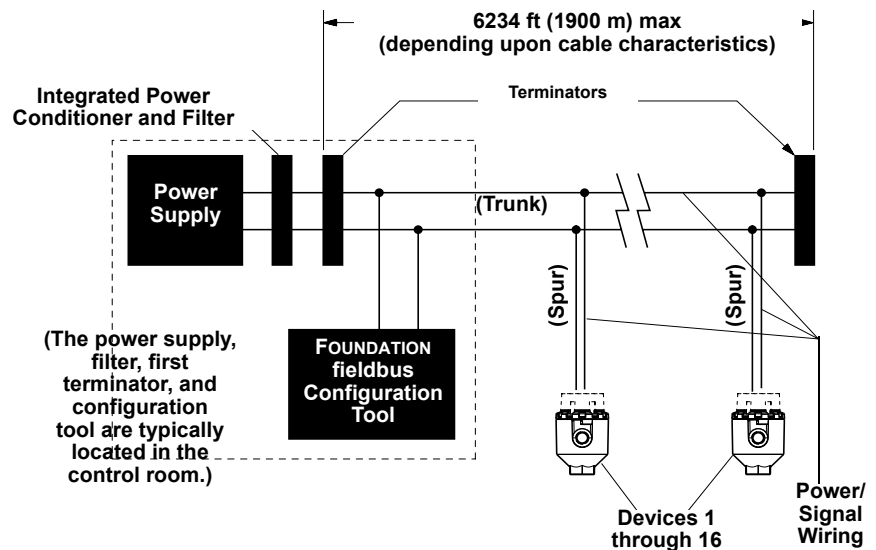 6234 ft (1900 m) max
(depending upon cable characteristics)
Integrated Power
Conditioner and Filter
Terminators
Power
Supply
(Trunk)
(Spur)
(Spur)
(The power supply,
filter, first
terminator, and
configuration
tool are typically
located in the
control room.)
FOUNDATION
fieldbus
Configuration
Tool
Devices 1
through 16
Power/
Signal
Wiring